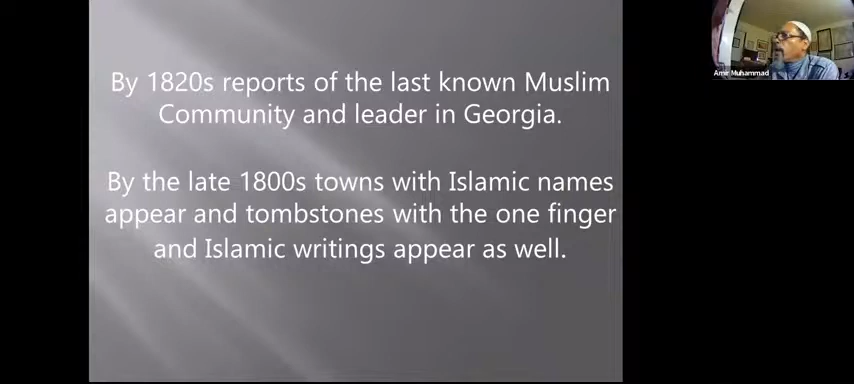 By 1820s reports of the last known Muslim
Community and leader in Georgia.
By the late 1800s towns with Islamic names
appear and tombstones with the one finger
and Islamic writings appear as well.
Amir Muhammad